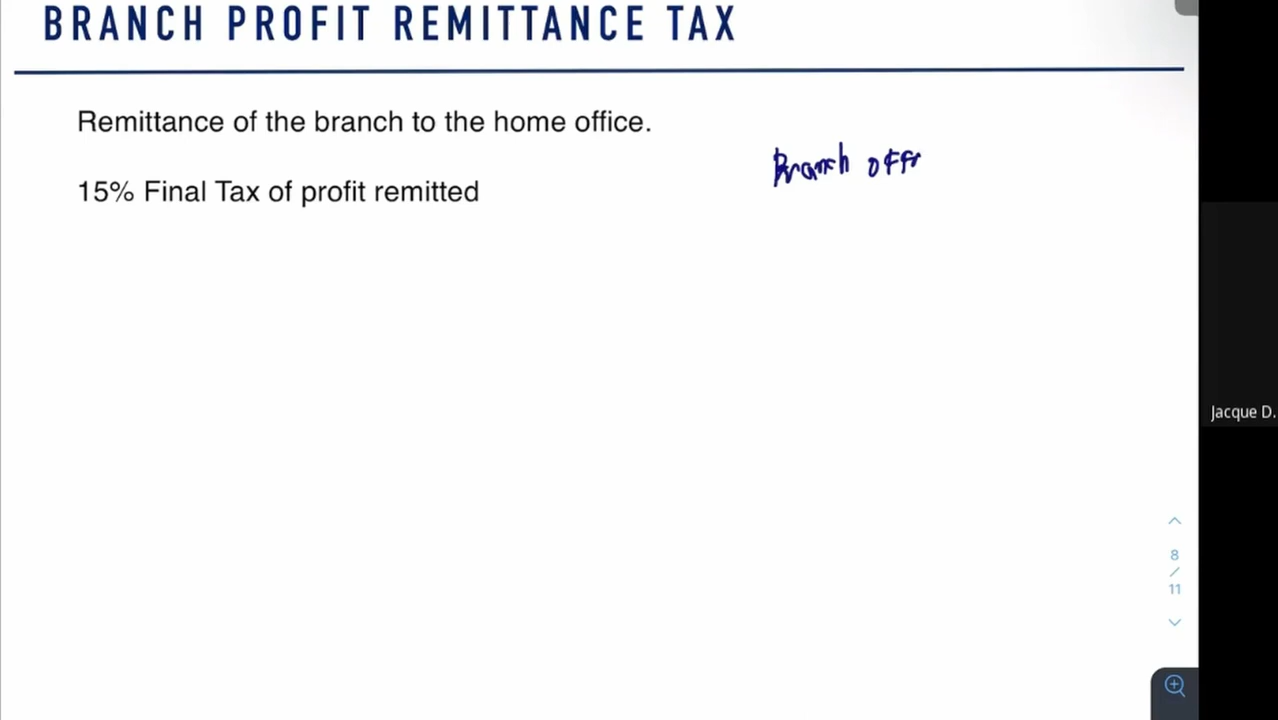 BRANCH PROFIT REMITTANCE TAX
Remittance of the branch to the home office.
Branch off
15% Final Tax of profit remitted
Jacque D.
8
/
11